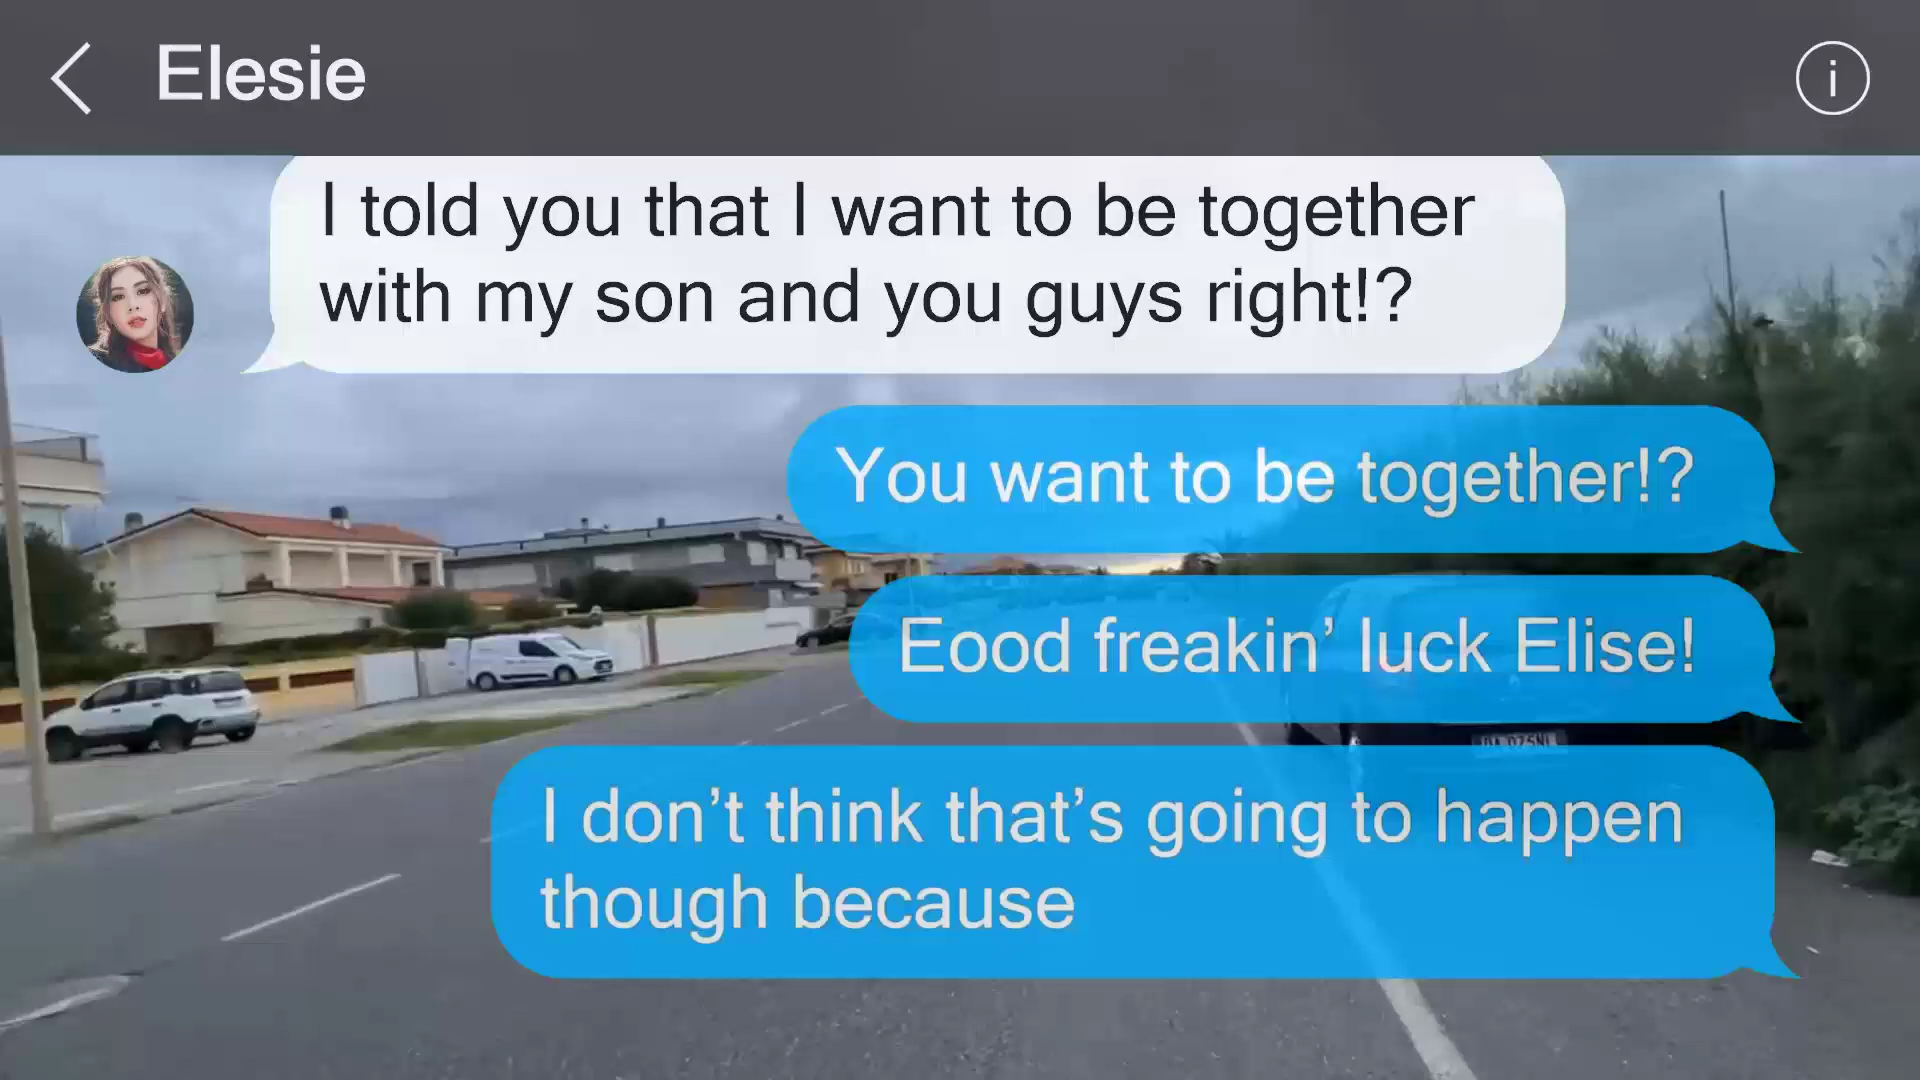 Elesie
I told you that I want to be together
with my son and you guys right!?
You want to be together!?
Eood freakin’ luck Elise!
I don’t think that’s going to happen
though because